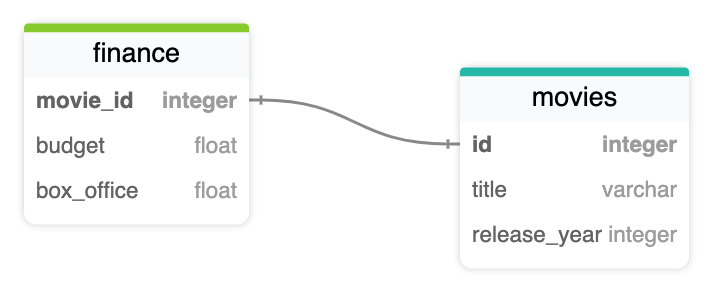 finance
movie_id integer
budget float
box_office float
movies
id integer
title varchar
release_year integer